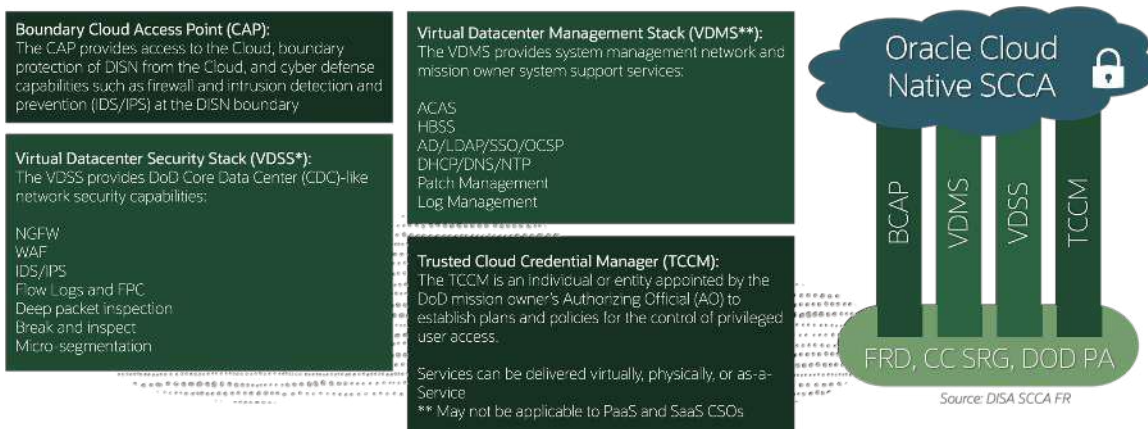 Boundary Cloud Access Point (CAP):
The CAP provides access to the Cloud, boundary
protection of DISN from the Cloud, and cyber defense
capabilities such as firewall and intrusion detection and
prevention (IDS/IPS) at the DISN boundary
Virtual Datacenter Security Stack (VDSS*):
The VDSS provides DoD Core Data Center (CDC)-like
network security capabilities:
NGFW
WAF
IDS/IPS
Flow Logs and FPC
Deep packet inspection
Break and inspect
Micro-segmentation
Virtual Datacenter Management Stack (VDMS**):
The VDMS provides system management network and
mission owner system support services:
ACAS
HBSS
AD/LDAP/SSO/OCSP
DHCP/DNS/NTP
Patch Management
Log Management
Trusted Cloud Credential Manager (TCCM):
The TCCM is an individual or entity appointed by the
DoD mission owner's Authorizing Official (AO) to
establish plans and policies for the control of privileged
user access.
Services can be delivered virtually, physically, or as-a-
Service
** May not be applicable to PaaS and SaaS CSOs
Oracle Cloud
Native SCCA
BCAP
VDMS
VDSS
TCCM
FRD, CC SRG, DOD PA
Source: DISA SCCA FR